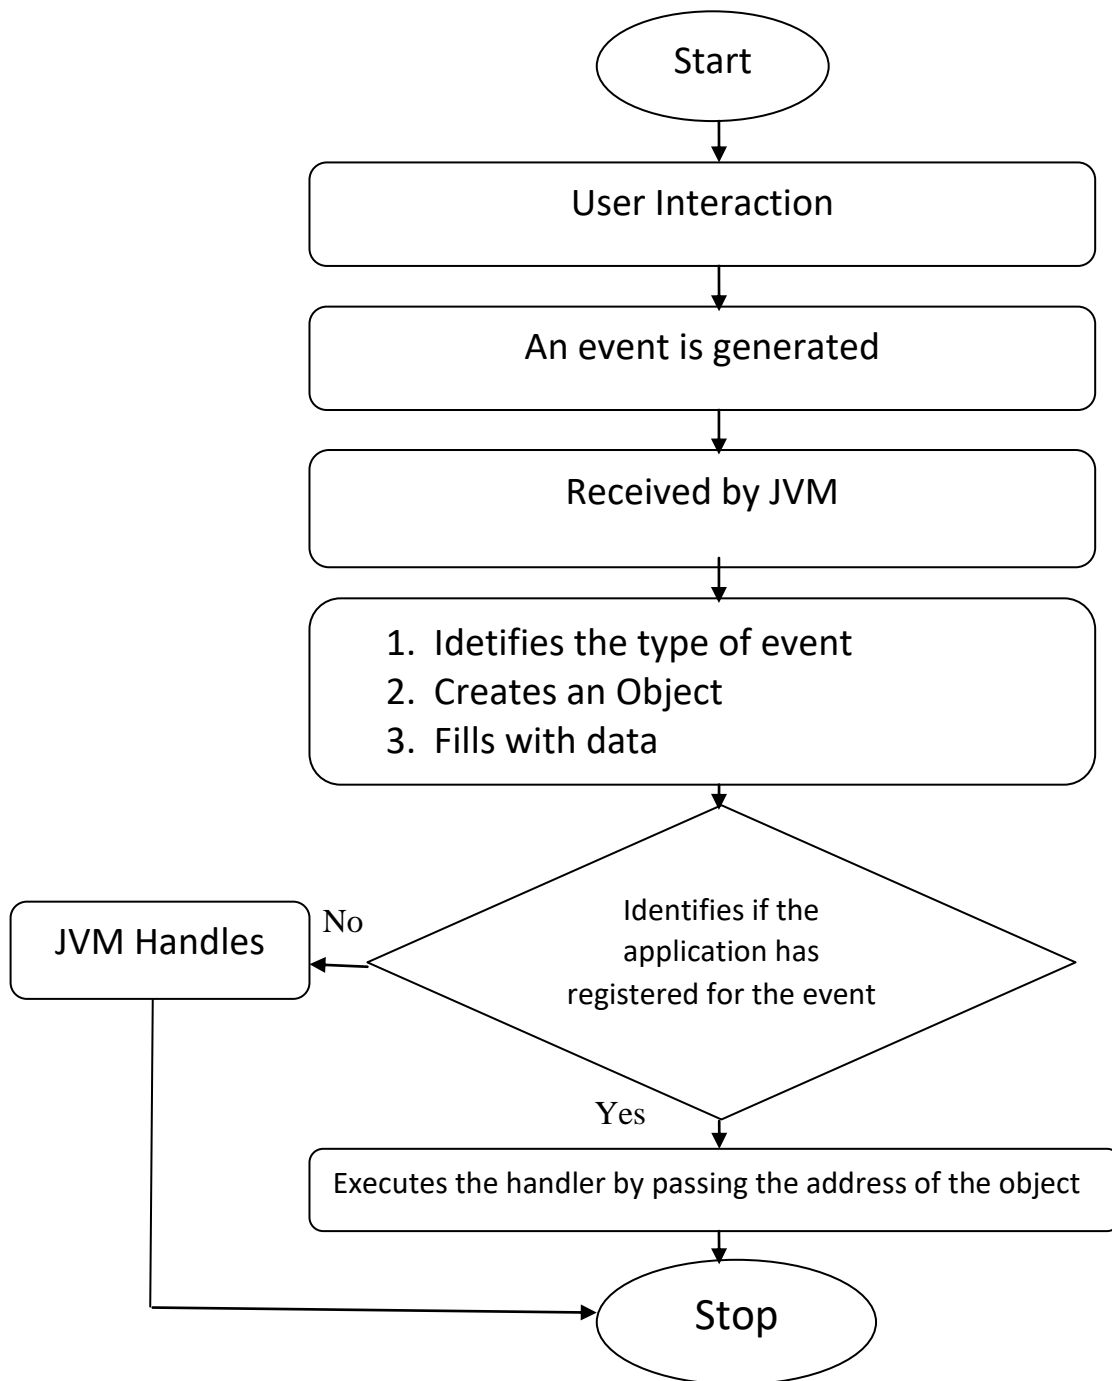 Start
User Interaction
An event is generated
Received by JVM
1. Idetifies the type of event
2. Creates an Object
3. Fills with data
Identifies if the
application has
registered for the event
No
JVM Handles
Yes
Executes the handler by passing the address of the object
Stop